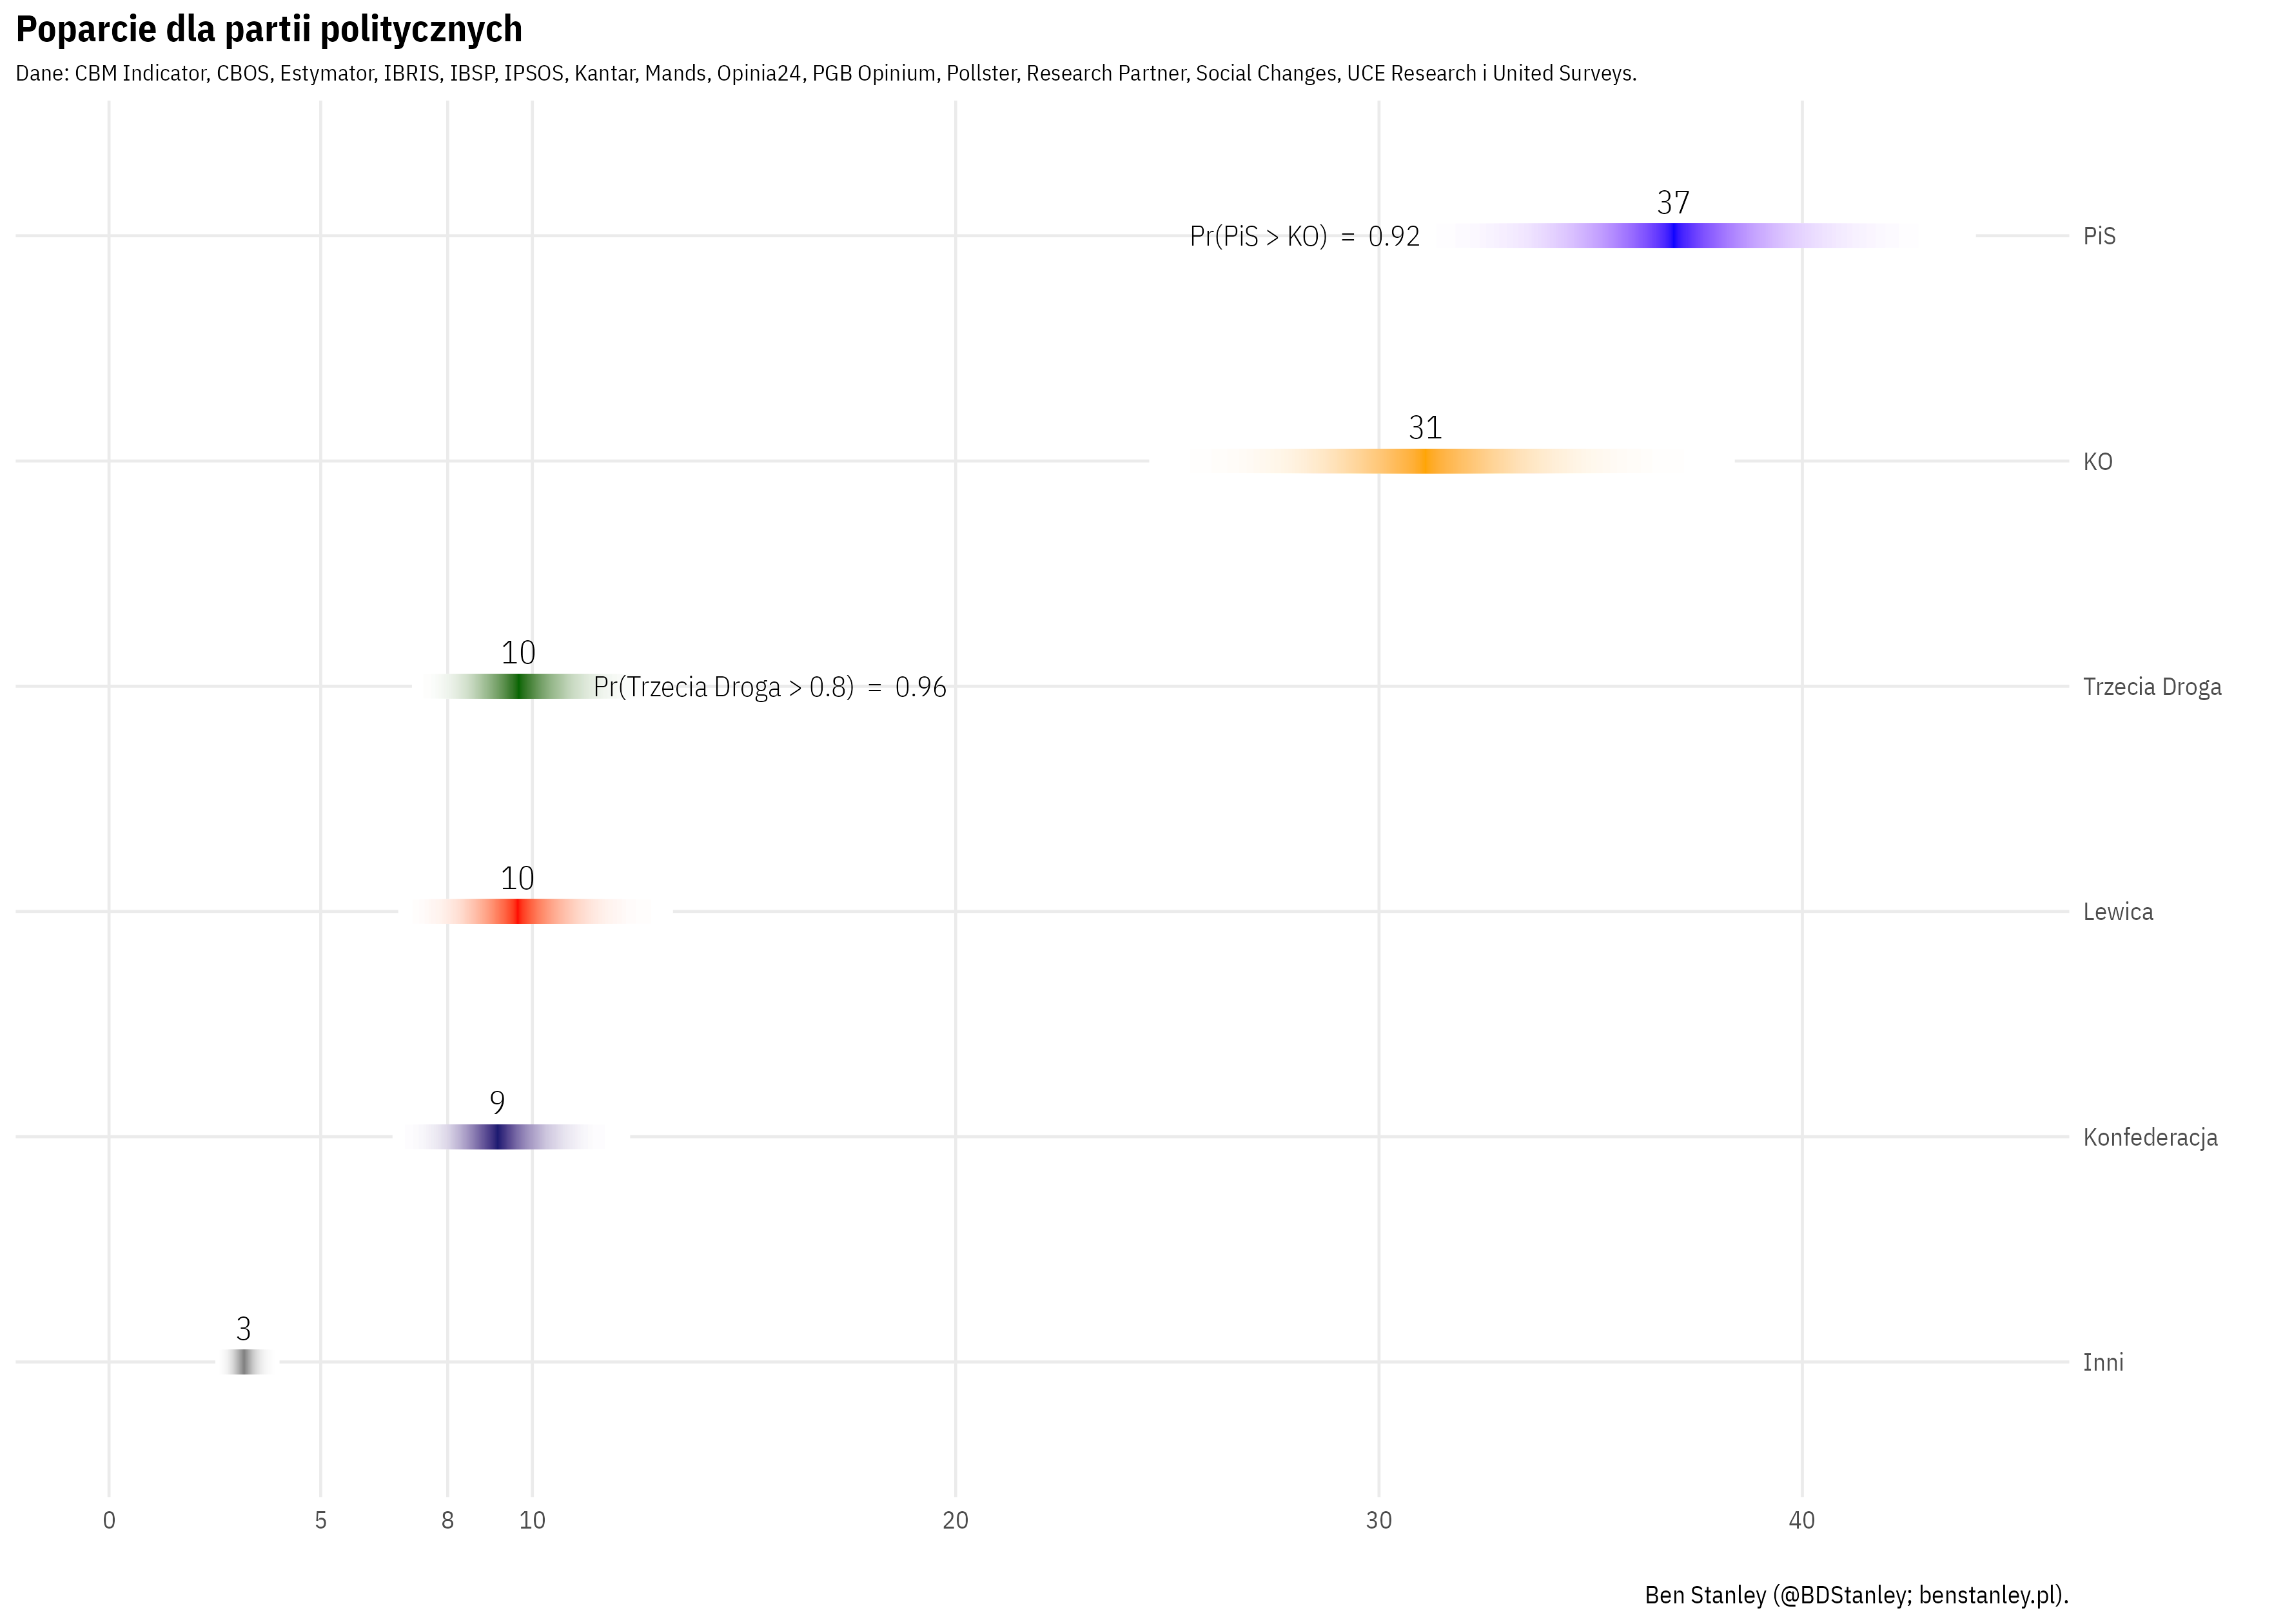 Poparcie dla partii politycznych
Dane: CBM Indicator, CBOS, Estymator, IBRIS, IBSP, IPSOS, Kantar, Mands, Opinia24, PGB Opinium, Pollster, Research Partner, Social Changes, UCE Research i United Surveys.
37
Pr(PiS > KO) = 0.92
PiS
31
KO
10
Pr(Trzecia Droga > 0.8) = 0.96
Trzecia Droga
10
Lewica
9
Konfederacja
3
Inni
0 5 8 10 20 30 40
Ben Stanley (@BDStanley; benstanley.pl).